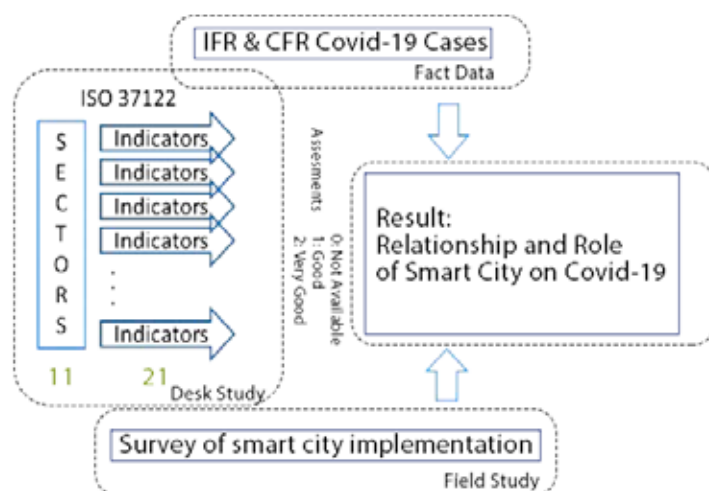 IFR & CFR Covid-19 Cases
Fact Data
ISO 37122
SECTORS
Indicators
Indicators
Indicators
Indicators
Indicators
11
21
Desk Study
Assesments
0: Not Available
1: Good
2: Very Good
Result:
Relationship and Role
of Smart City on Covid-19
Survey of smart city implementation
Field Study